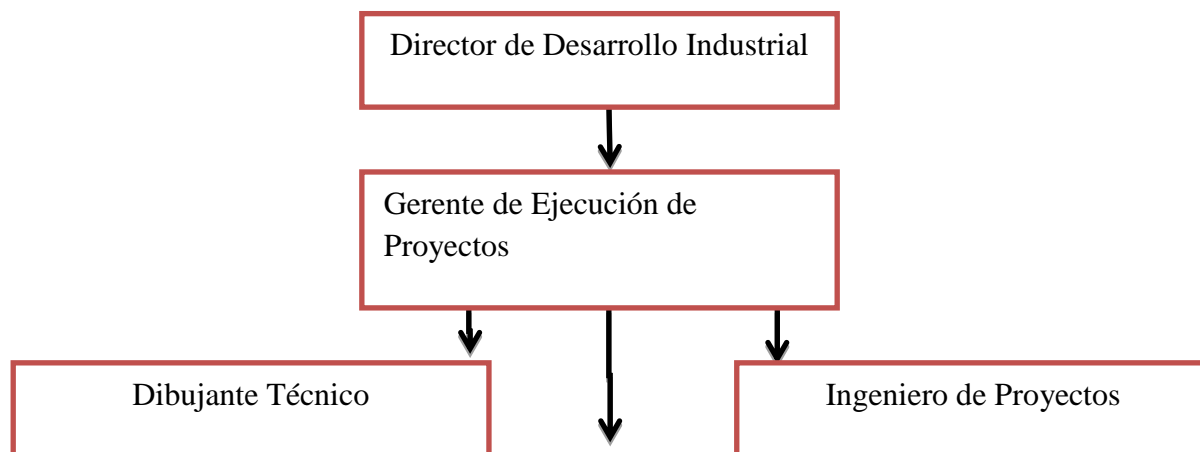 Director de Desarrollo Industrial
Gerente de Ejecución de
Proyectos
Dibujante Técnico
Ingeniero de Proyectos